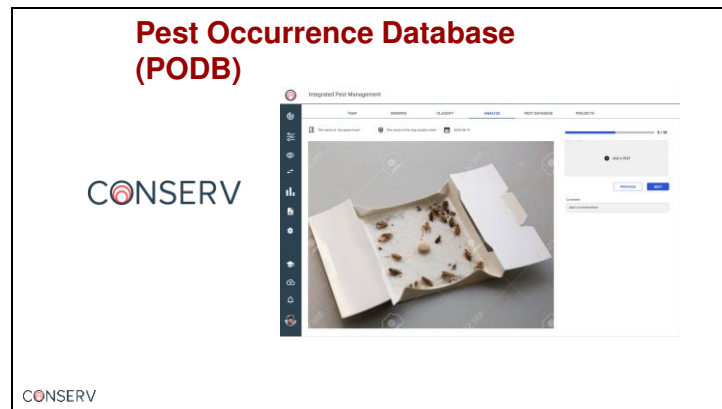 Pest Occurrence Database
(PODB)
Integrated Pest Management
TRAP OBSERVE CLASSIFY ANALYZE PEST DATABASE PROJECTS
ADD A PEST
PREVIOUS NEXT
Comment
CONSERV
CONSERV